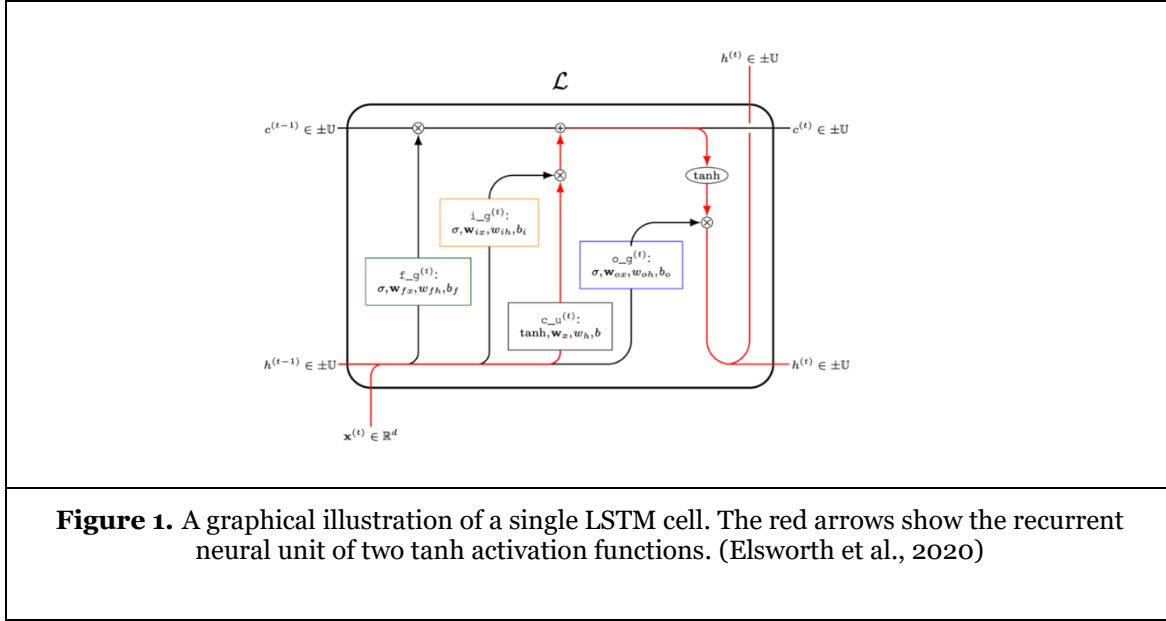 h^(t) ∈ ±𝕌
ℒ
c^(t−1) ∈ ±𝕌
c^(t) ∈ ±𝕌
tanh
i_g^(t):
σ, w_ix, w_ih, b_i
o_g^(t):
σ, w_ox, w_oh, b_o
f_g^(t):
σ, w_fx, w_fh, b_f
c_u^(t):
tanh, w_x, w_h, b
h^(t−1) ∈ ±𝕌
h^(t) ∈ ±𝕌
x^(t) ∈ ℝ^d
Figure 1. A graphical illustration of a single LSTM cell. The red arrows show the recurrent
neural unit of two tanh activation functions. (Elsworth et al., 2020)